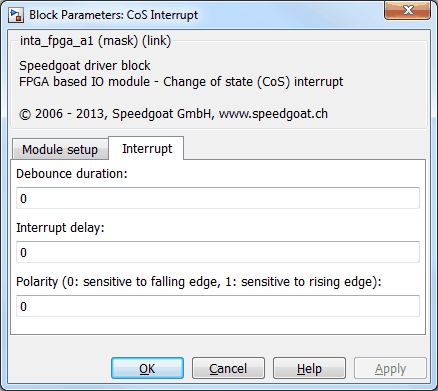 Block Parameters: CoS Interrupt
inta_fpga_a1 (mask) (link)
Speedgoat driver block
FPGA based IO module - Change of state (CoS) interrupt
© 2006 - 2013, Speedgoat GmbH, www.speedgoat.ch
Module setup Interrupt
Debounce duration:
0
Interrupt delay:
0
Polarity (0: sensitive to falling edge, 1: sensitive to rising edge):
0
OK Cancel Help Apply